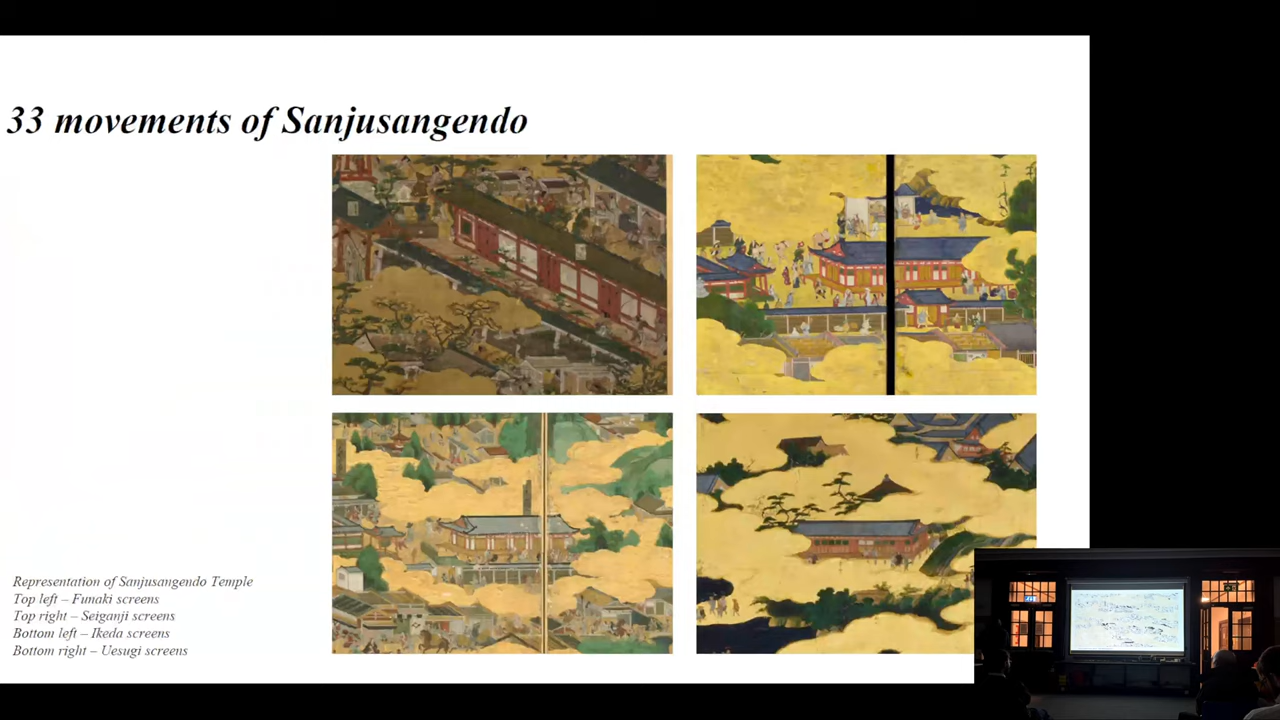 33 movements of Sanjusangendo
Representation of Sanjusangendo Temple
Top left – Funaki screens
Top right – Seiganji screens
Bottom left – Ikeda screens
Bottom right – Uesugi screens